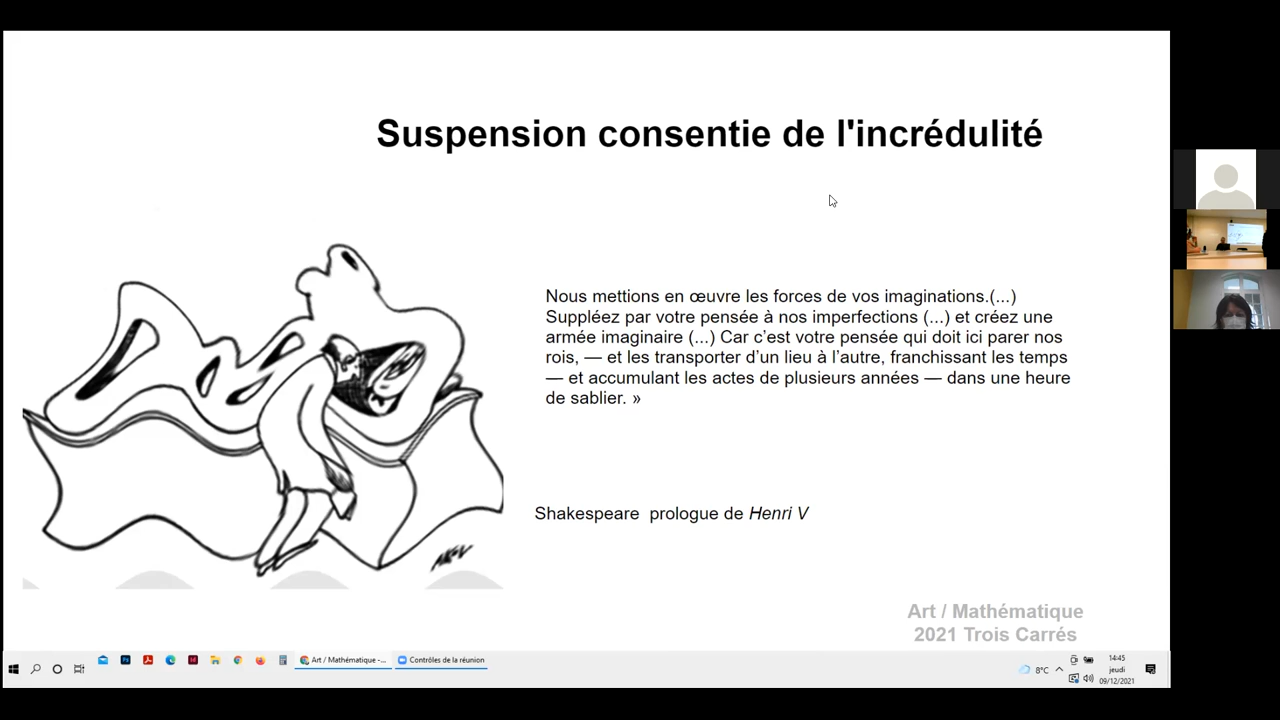 Suspension consentie de l'incrédulité
Nous mettions en œuvre les forces de vos imaginations.(...)
Suppléez par votre pensée à nos imperfections (...) et créez une
armée imaginaire (...) Car c’est votre pensée qui doit ici parer nos
rois, — et les transporter d’un lieu à l’autre, franchissant les temps
— et accumulant les actes de plusieurs années — dans une heure
de sablier. »
Shakespeare prologue de Henri V
Art / Mathématique
2021 Trois Carrés
Art / Mathématique -...
Contrôles de la réunion
8°C
14:45
jeudi
09/12/2021